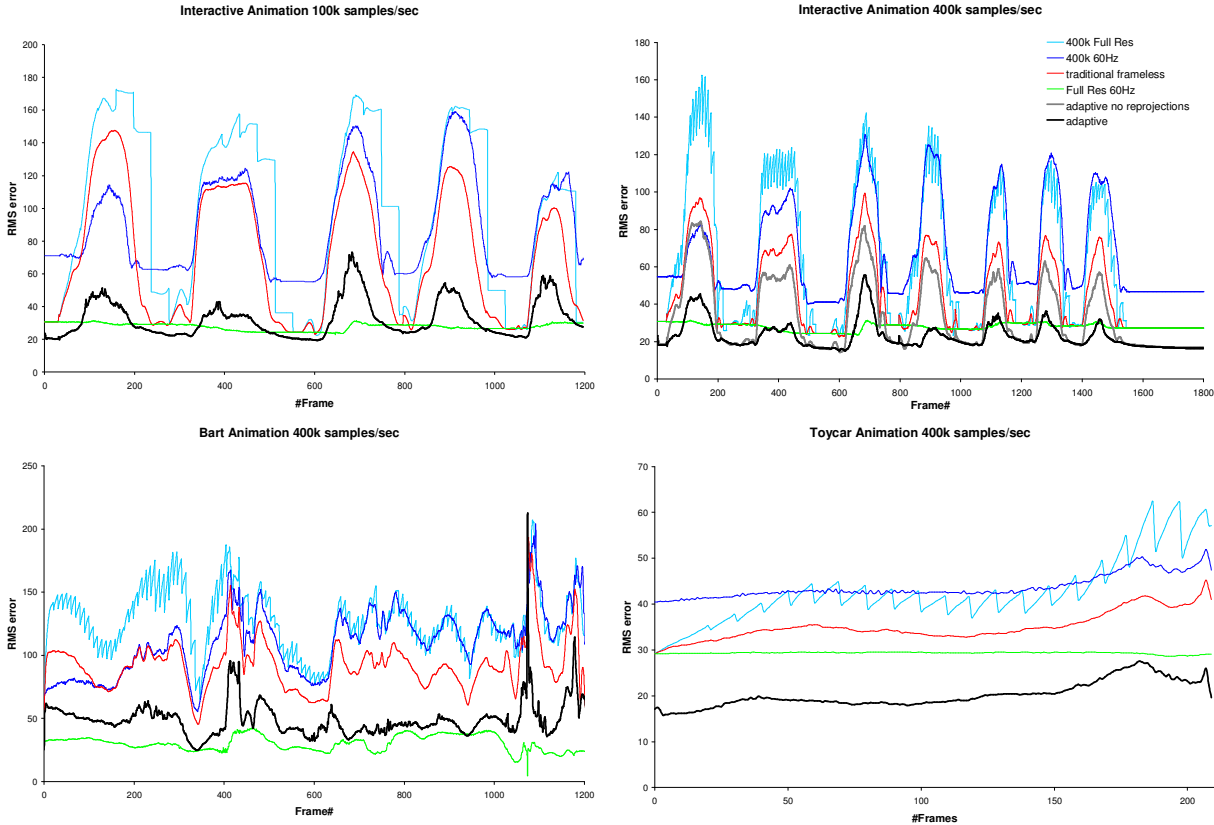 Interactive Animation 100k samples/sec
RMS error
200
180
160
140
120
100
80
60
40
20
0
0 200 400 600 800 1000 1200
#Frame
Interactive Animation 400k samples/sec
RMS error
180
160
140
120
100
80
60
40
20
0
0 200 400 600 800 1000 1200 1400 1600 1800
Frame#
400k Full Res
400k 60Hz
traditional frameless
Full Res 60Hz
adaptive no reprojections
adaptive
Bart Animation 400k samples/sec
RMS error
250
200
150
100
50
0
0 200 400 600 800 1000 1200
Frame#
Toycar Animation 400k samples/sec
RMS error
70
60
50
40
30
20
10
0
0 50 100 150 200
#Frames